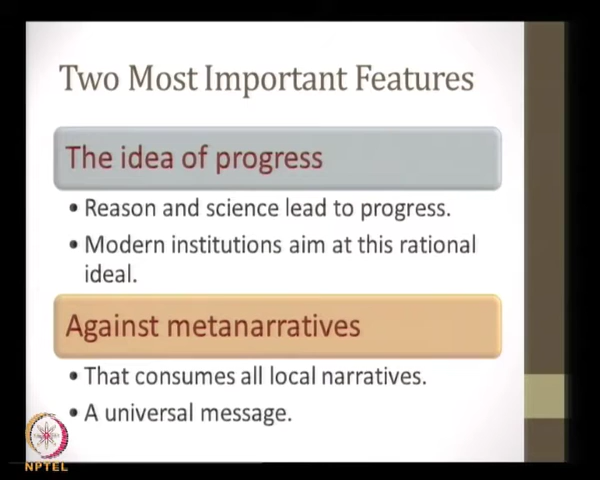 Two Most Important Features
The idea of progress
• Reason and science lead to progress.
• Modern institutions aim at this rational
ideal.
Against metanarratives
• That consumes all local narratives.
• A universal message.
NPTEL